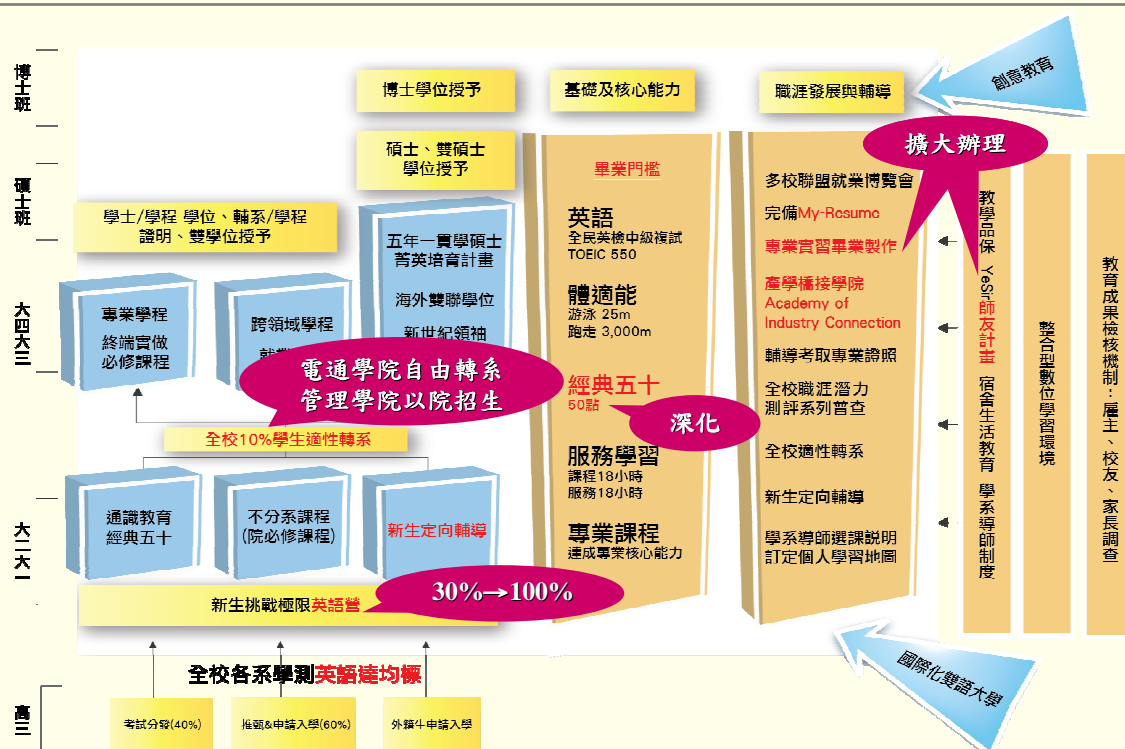 博士班
碩士班
大四大三
大二大一
高三
創意教育
博士學位授予
基礎及核心能力
職涯發展與輔導
擴大辦理
碩士、雙碩士
學位授予
學士/學程 學位、輔系/學程
證明、雙學位授予
五年一貫學碩士
菁英培育計畫
海外雙聯學位
新世紀領袖
專業學程
終端實做
必修課程
跨領域學程
電通學院自由轉系
管理學院以院招生
全校10%學生適性轉系
通識教育
經典五十
不分系課程
(院必修課程)
新生定向輔導
30%→100%
新生挑戰極限英語營
全校各系學測英語達均標
考試分發(40%)
推甄&申請入學(60%)
外籍生申請入學
畢業門檻
英語
全民英檢中級複試
TOEIC 550
體適能
游泳 25m
跑走 3,000m
經典五十
50點
深化
服務學習
課程18小時
服務18小時
專業課程
達成專業核心能力
多校聯盟就業博覽會
完備My-Resume
專業實習畢業製作
產學橋接學院
Academy of
Industry Connection
輔導考取專業證照
全校職涯潛力
測評系列普查
全校適性轉系
新生定向輔導
學系導師選課說明
訂定個人學習地圖
教學品保 YeSir師友計畫 宿舍生活教育 學系導師制度
整合型數位學習環境
教育成果檢核機制：雇主、校友、家長調查
國際化雙語大學